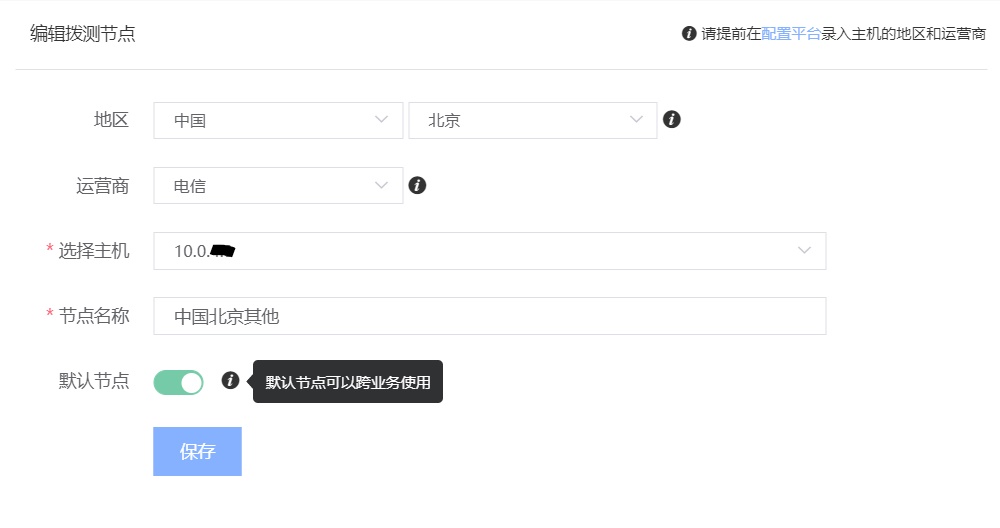 编辑拨测节点
请提前在配置平台录入主机的地区和运营商
地区 中国 北京
运营商 电信
* 选择主机 10.0.
* 节点名称 中国北京其他
默认节点 默认节点可以跨业务使用
保存